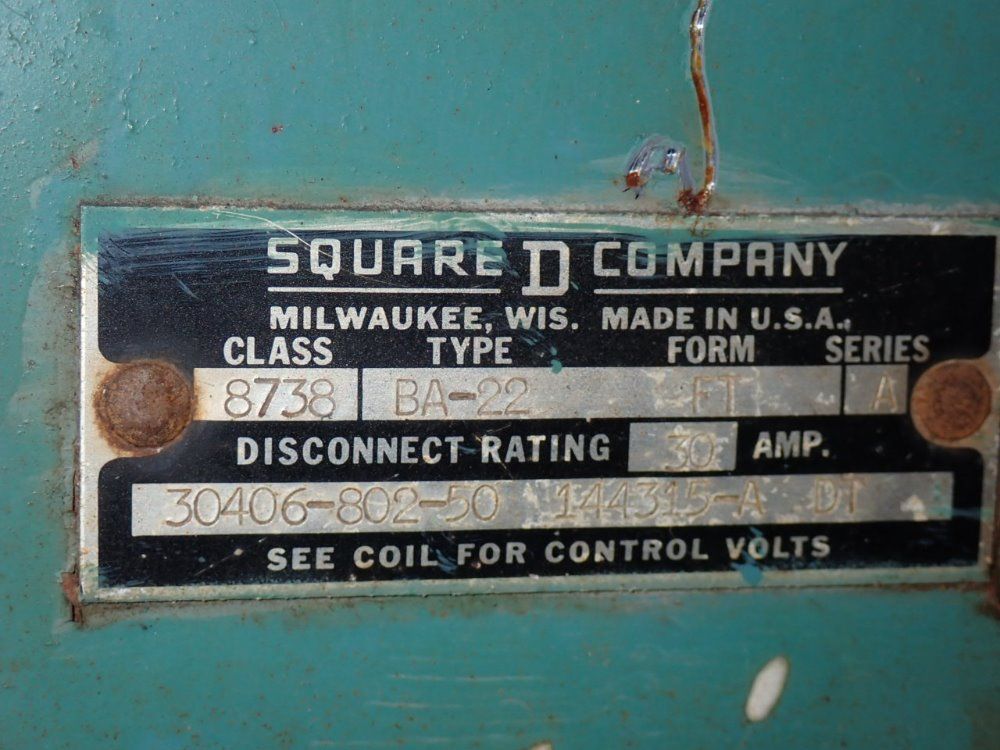 SQUARE D COMPANY
MILWAUKEE, WIS. MADE IN U.S.A.
CLASS TYPE FORM SERIES
8738 BA-22 FT A
DISCONNECT RATING 30 AMP.
30406-802-50 144315-A DT
SEE COIL FOR CONTROL VOLTS